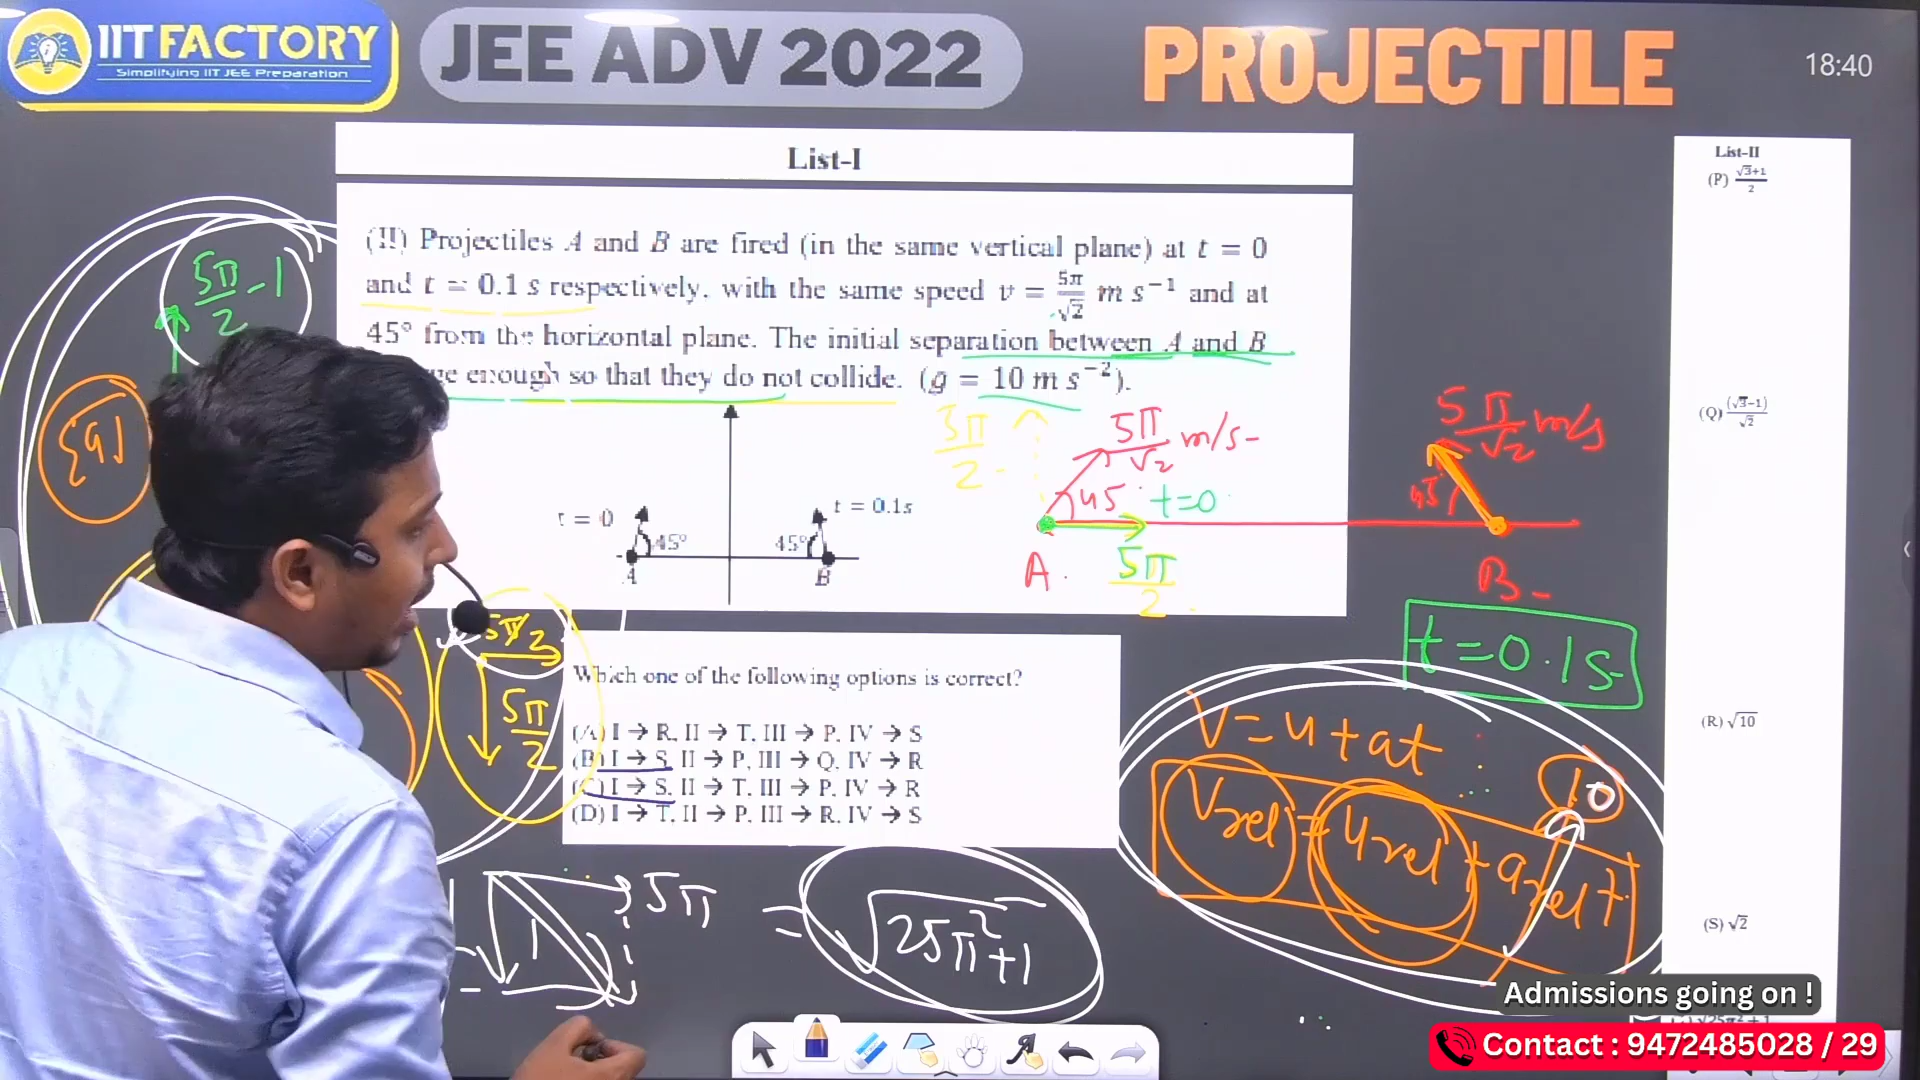 IIT FACTORY
Simplifying IIT JEE Preparation
JEE ADV 2022
PROJECTILE
18:40
List-I
(II) Projectiles A and B are fired (in the same vertical plane) at t = 0
and t = 0.1 s respectively, with the same speed v = 5π/√2 m s⁻¹ and at
45° from the horizontal plane. The initial separation between A and B
enough so that they do not collide. (g = 10 m s⁻²).
t = 0
45°
A
t = 0.1s
45°
B
5π/2
5π/√2 m/s
45
t=0
A
5π/2
5π/√2 m/s
45
B
t=0.1s
5π/2 - 1
5π/2
5π/2
Which one of the following options is correct?
(A) I → R, II → T, III → P, IV → S
(B) I → S, II → P, III → Q, IV → R
(C) I → S, II → T, III → P, IV → R
(D) I → T, II → P, III → R, IV → S
V=u+at
Vrel = urel + arel t
10
1
5π
= √25π²+1
List-II
(P) √3+1/2
(Q) (√3−1)/√2
(R) √10
(S) √2
Admissions going on !
Contact : 9472485028 / 29